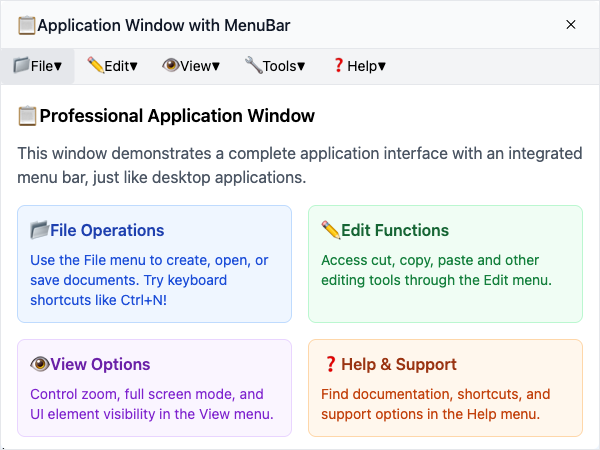 📋Application Window with MenuBar ×
📁File▾ ✏️Edit▾ 👁️View▾ 🔧Tools▾ ❓Help▾
📋Professional Application Window
This window demonstrates a complete application interface with an integrated
menu bar, just like desktop applications.
📁File Operations
Use the File menu to create, open, or
save documents. Try keyboard
shortcuts like Ctrl+N!
✏️Edit Functions
Access cut, copy, paste and other
editing tools through the Edit menu.
👁️View Options
Control zoom, full screen mode, and
UI element visibility in the View menu.
❓Help & Support
Find documentation, shortcuts, and
support options in the Help menu.